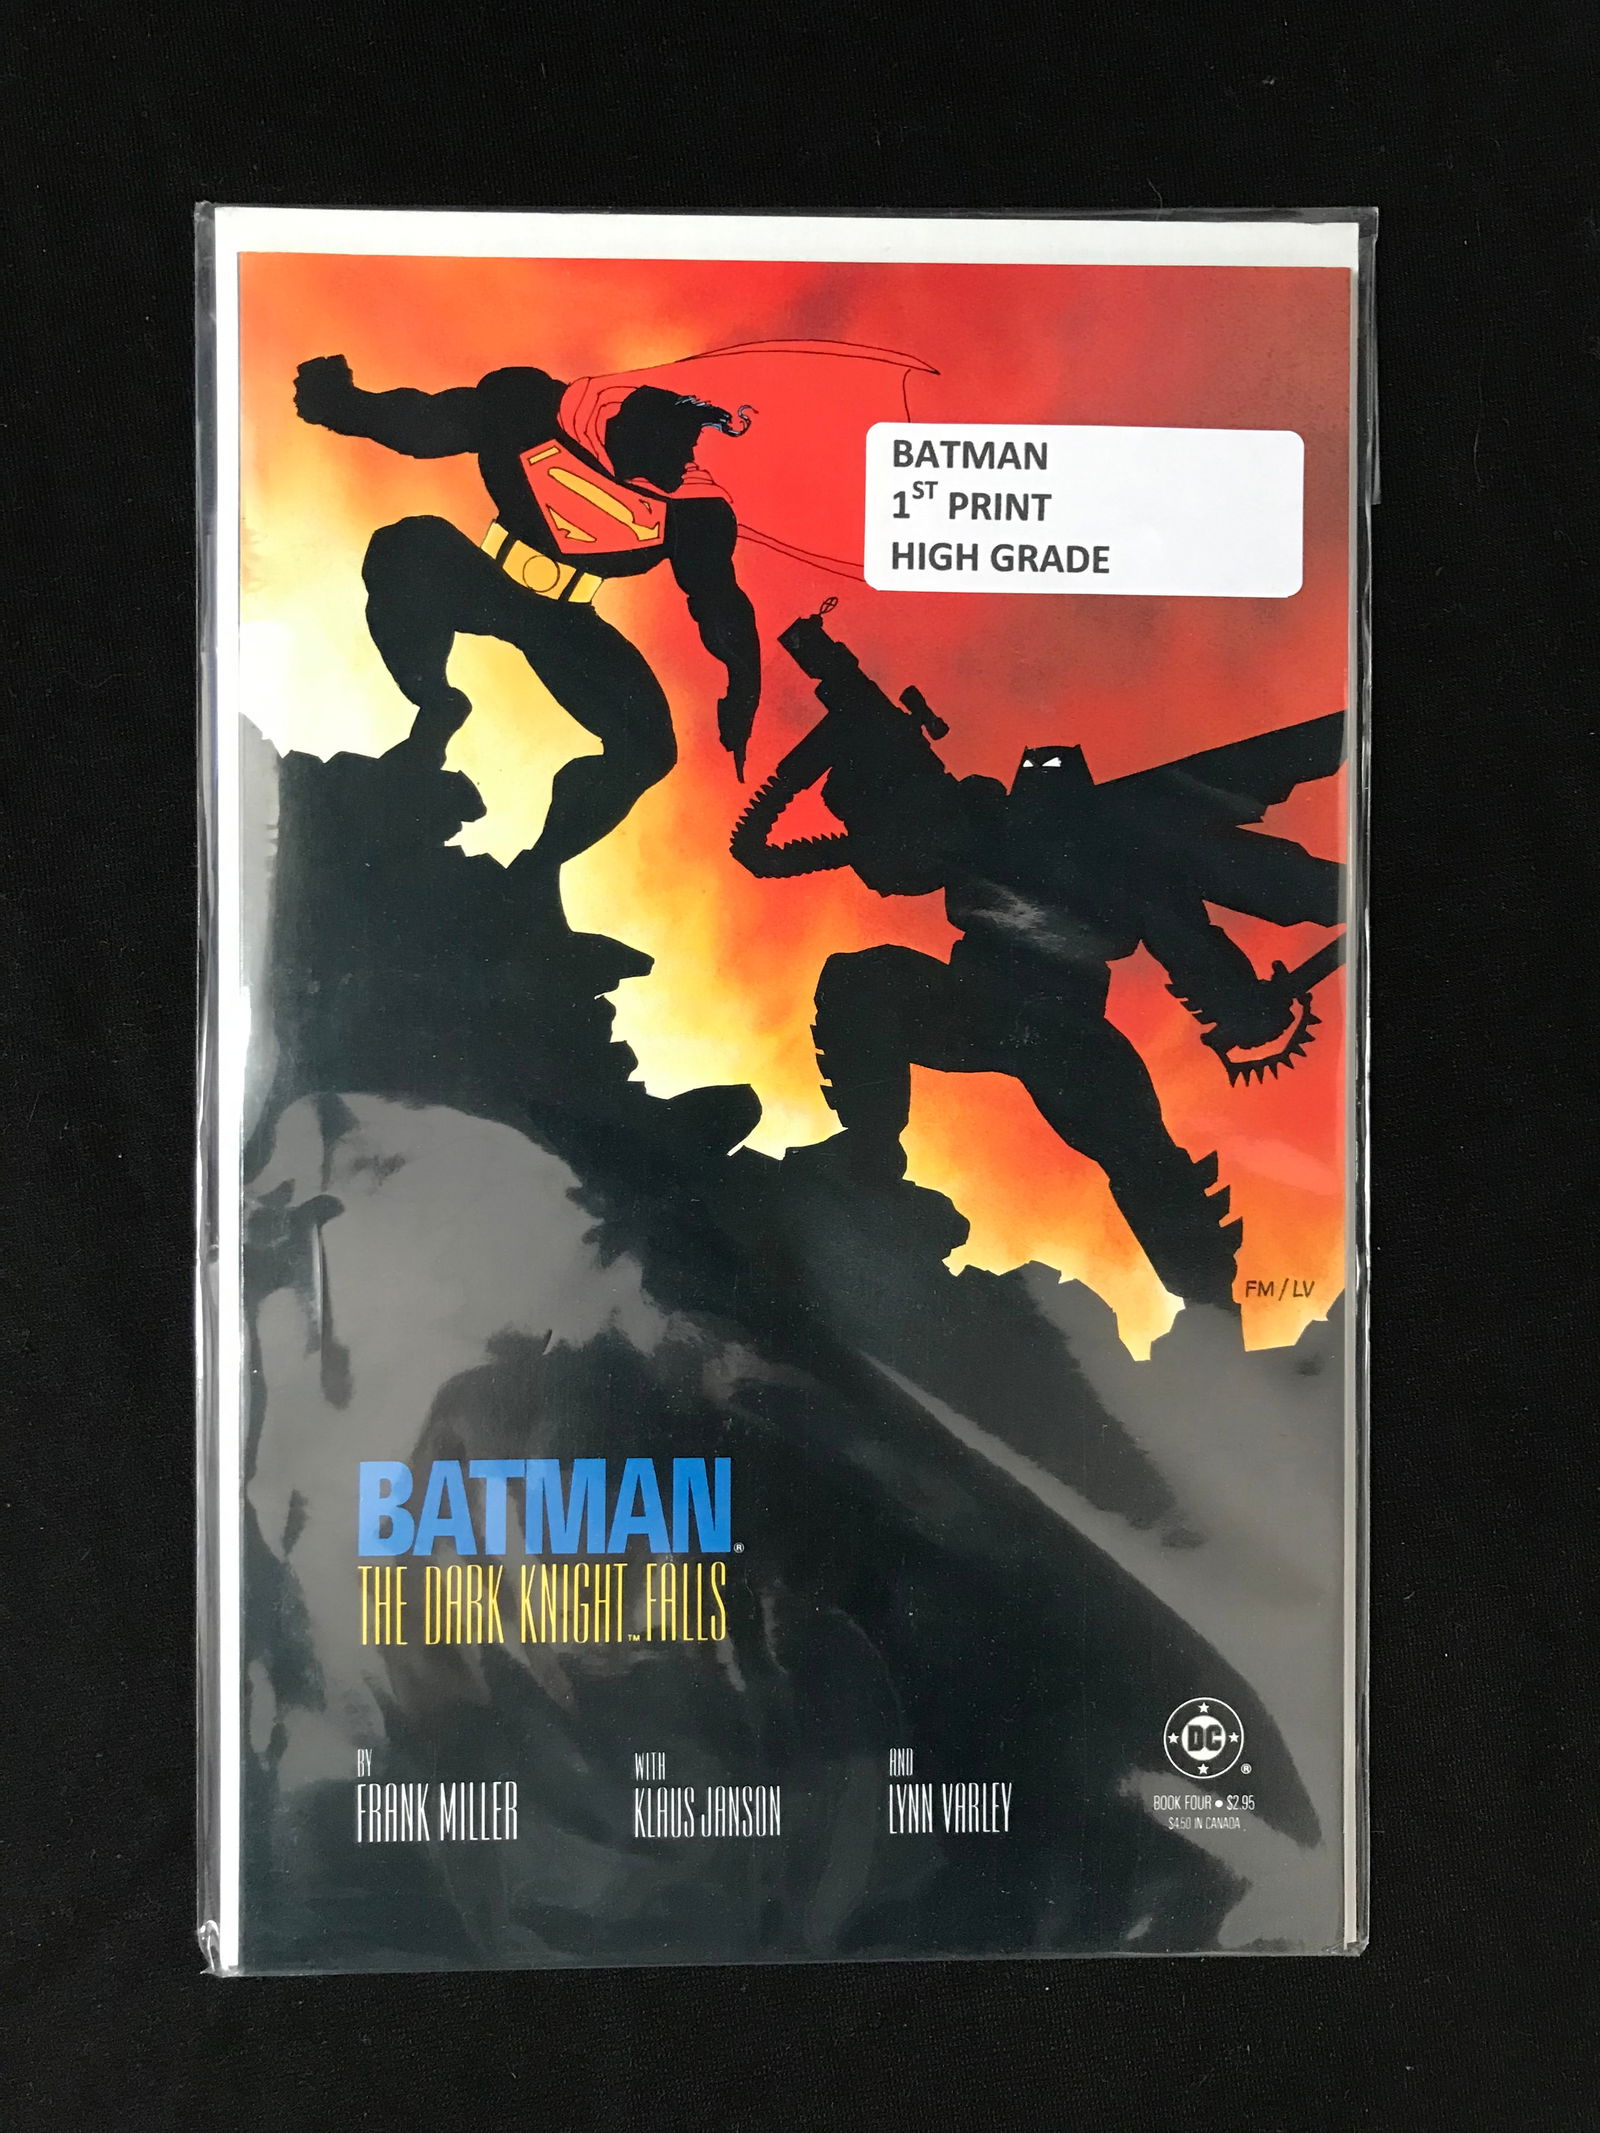 BATMAN
1ST PRINT
HIGH GRADE
FM/LV
BATMAN®
THE DARK KNIGHT™ FALLS
BY
FRANK MILLER
WITH
KLAUS JANSON
AND
LYNN VARLEY
DC®
BOOK FOUR • $2.95
$4.50 IN CANADA